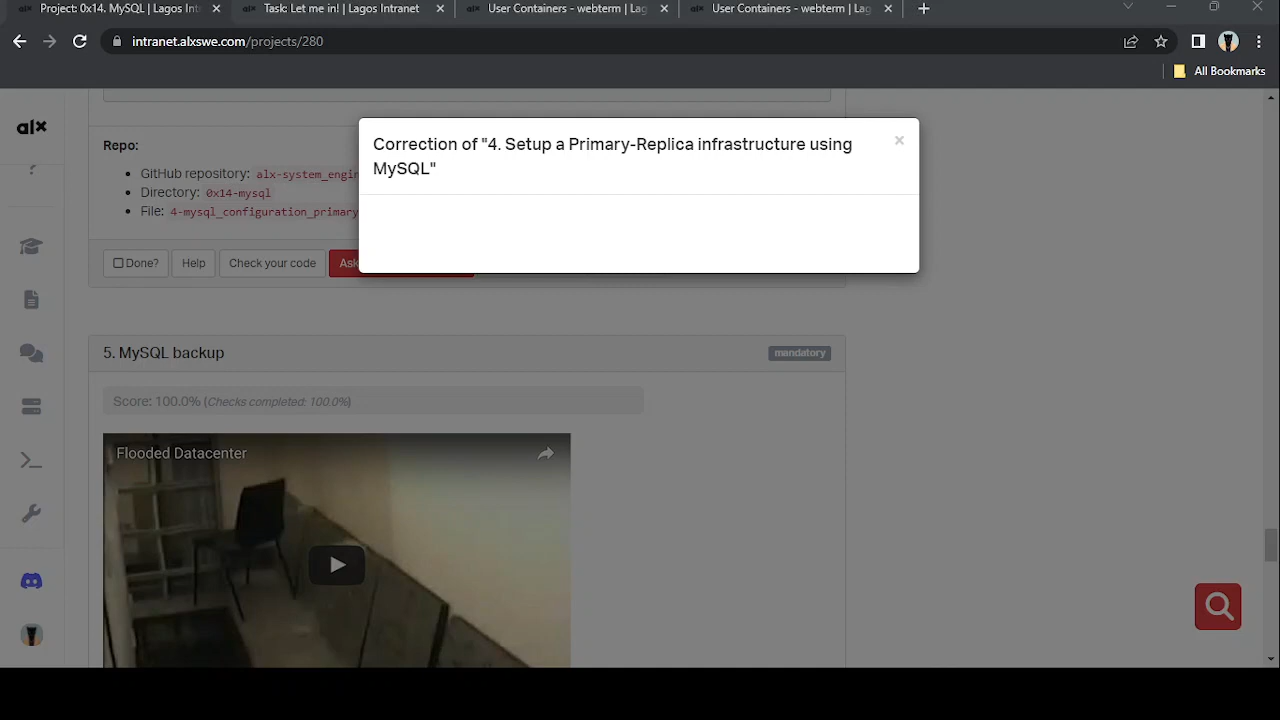 Project: 0x14. MySQL | Lagos Int
Task: Let me in! | Lagos Intranet
User Containers - webterm | Lag
User Containers - webterm | Lag
intranet.alxswe.com/projects/280
All Bookmarks
alx
Correction of "4. Setup a Primary-Replica infrastructure using
MySQL"
×
Repo:
GitHub repository: alx-system_engin
Directory: 0x14-mysql
File: 4-mysql_configuration_primary
Done?
Help
Check your code
Ask
5. MySQL backup
mandatory
Score: 100.0% (Checks completed: 100.0%)
Flooded Datacenter